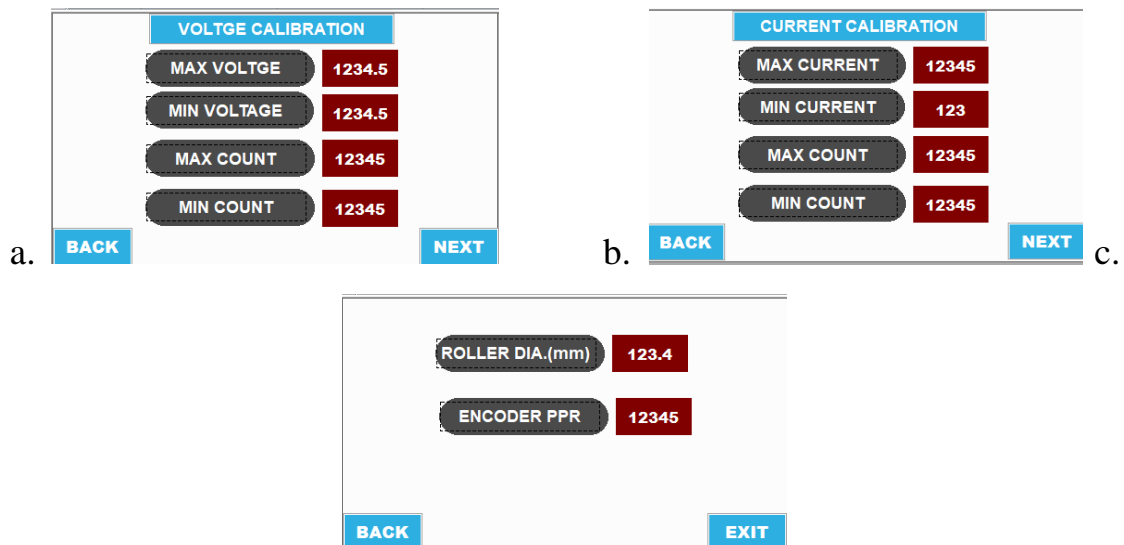 VOLTGE CALIBRATION
MAX VOLTGE 1234.5
MIN VOLTAGE 1234.5
MAX COUNT 12345
MIN COUNT 12345
BACK NEXT
a.
CURRENT CALIBRATION
MAX CURRENT 12345
MIN CURRENT 123
MAX COUNT 12345
MIN COUNT 12345
BACK NEXT
b.
c.
ROLLER DIA.(mm) 123.4
ENCODER PPR 12345
BACK EXIT